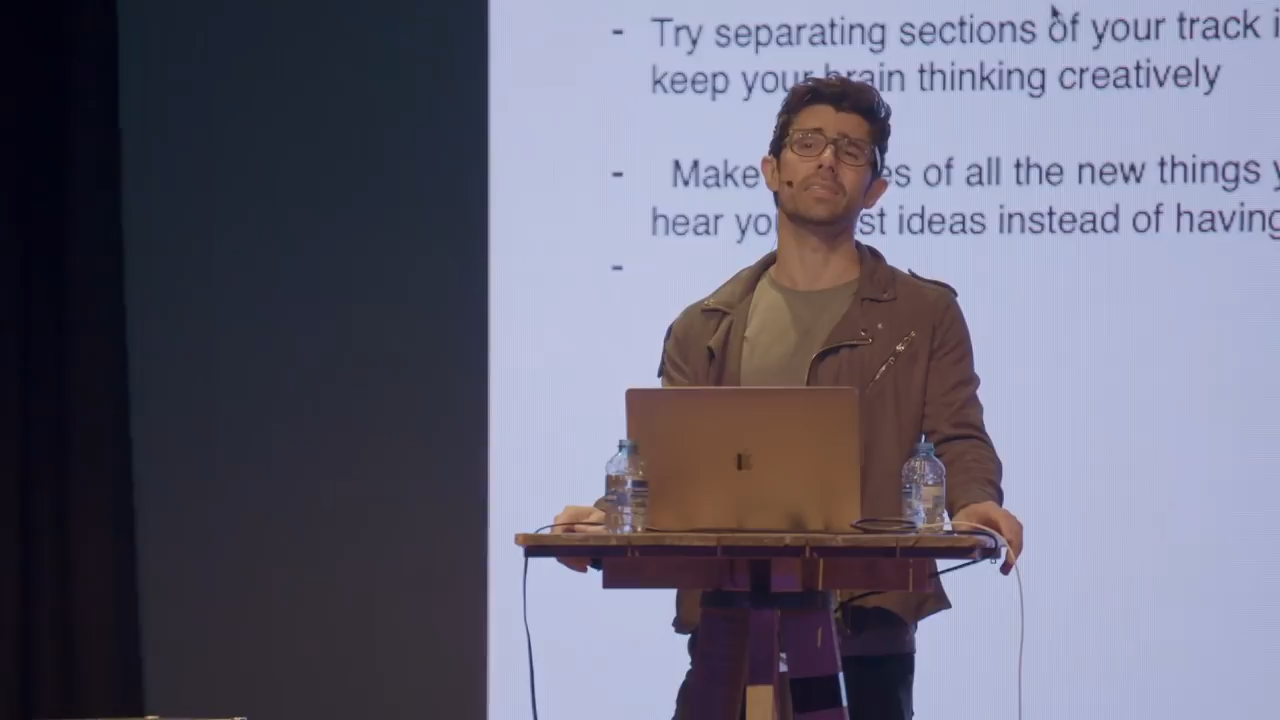 - Try separating sections of your track i
keep your brain thinking creatively
- Make es of all the new things y
hear yo st ideas instead of having
-